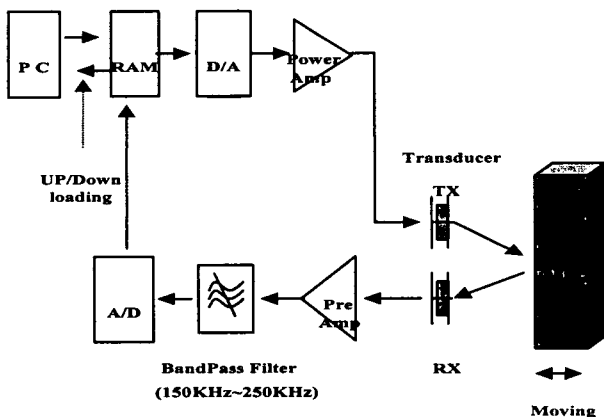 P C
RAM
D/A
Power
Amp
Transducer
TX
UP/Down
loading
A/D
Pre
Amp
BandPass Filter
(150KHz~250KHz)
RX
Moving